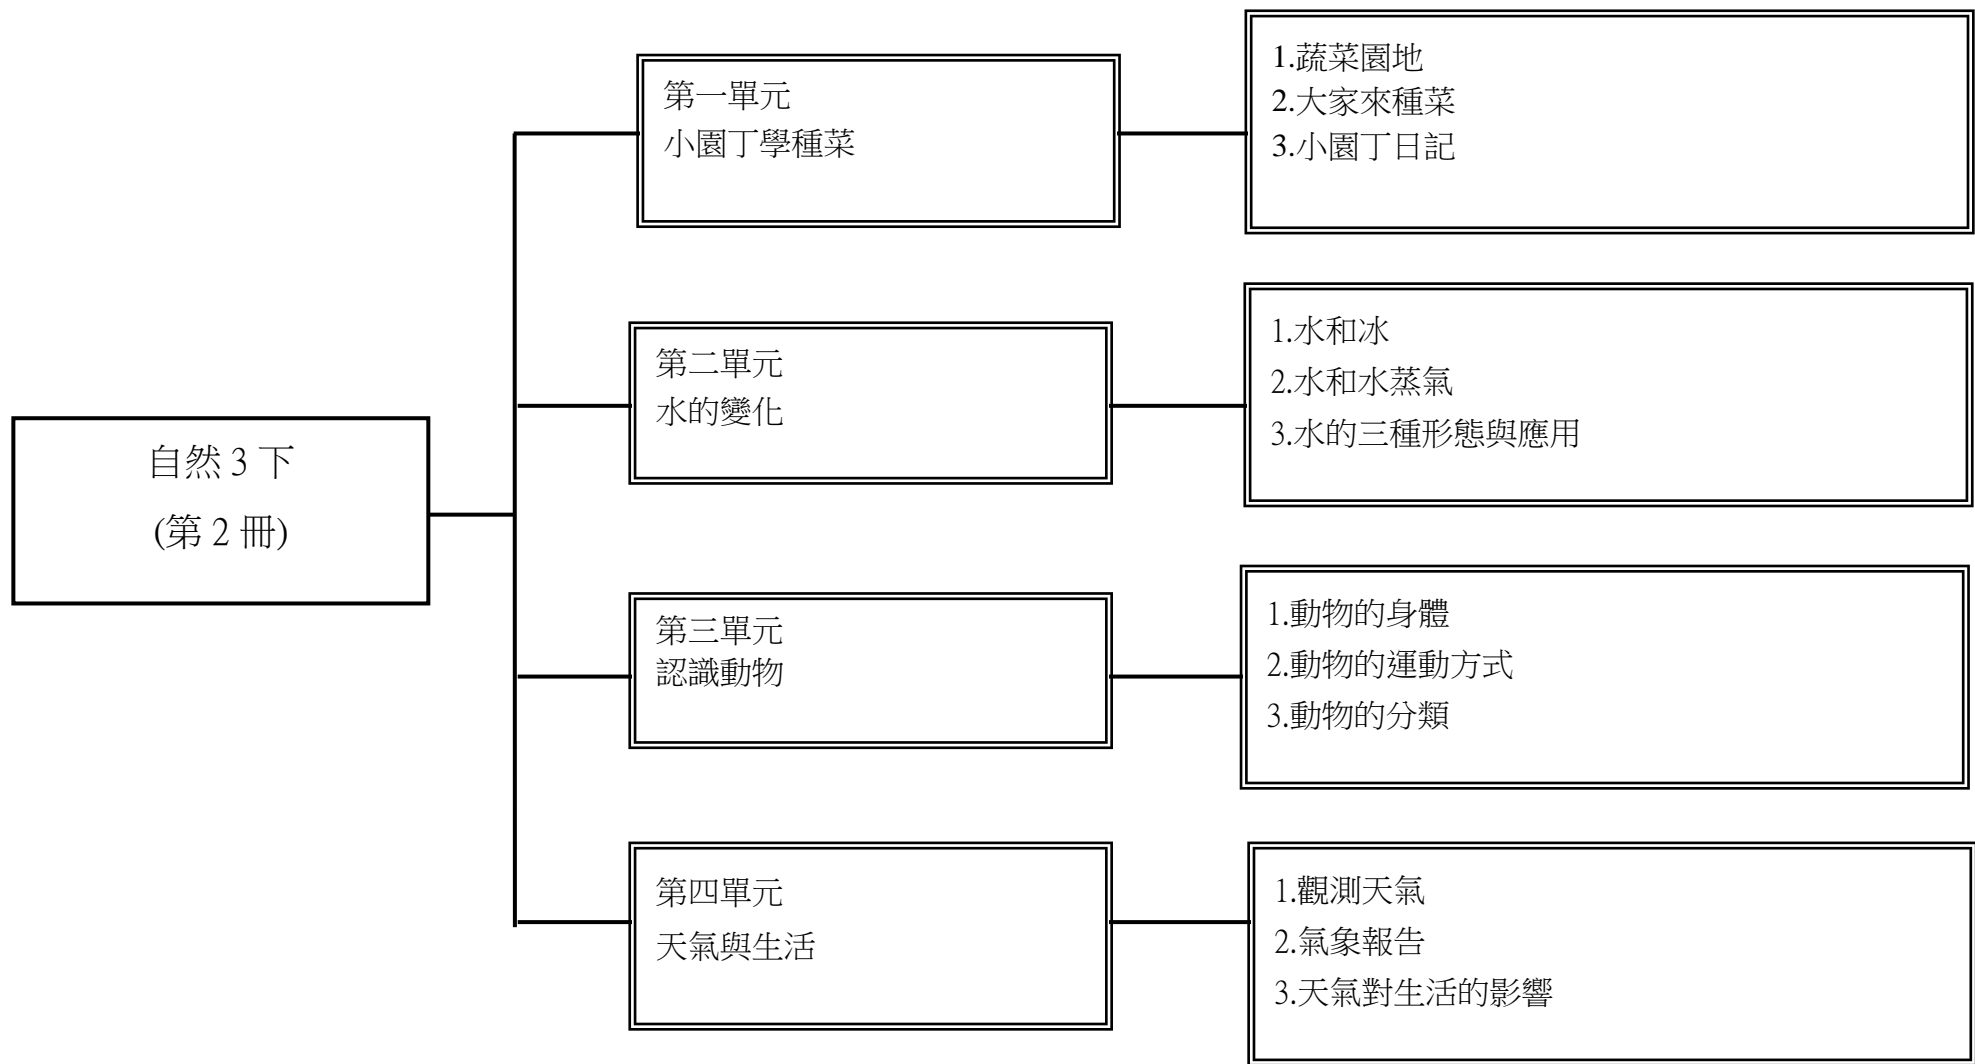 自然 3 下
(第 2 冊)
第一單元
小園丁學種菜
1.蔬菜園地
2.大家來種菜
3.小園丁日記
第二單元
水的變化
1.水和冰
2.水和水蒸氣
3.水的三種形態與應用
第三單元
認識動物
1.動物的身體
2.動物的運動方式
3.動物的分類
第四單元
天氣與生活
1.觀測天氣
2.氣象報告
3.天氣對生活的影響